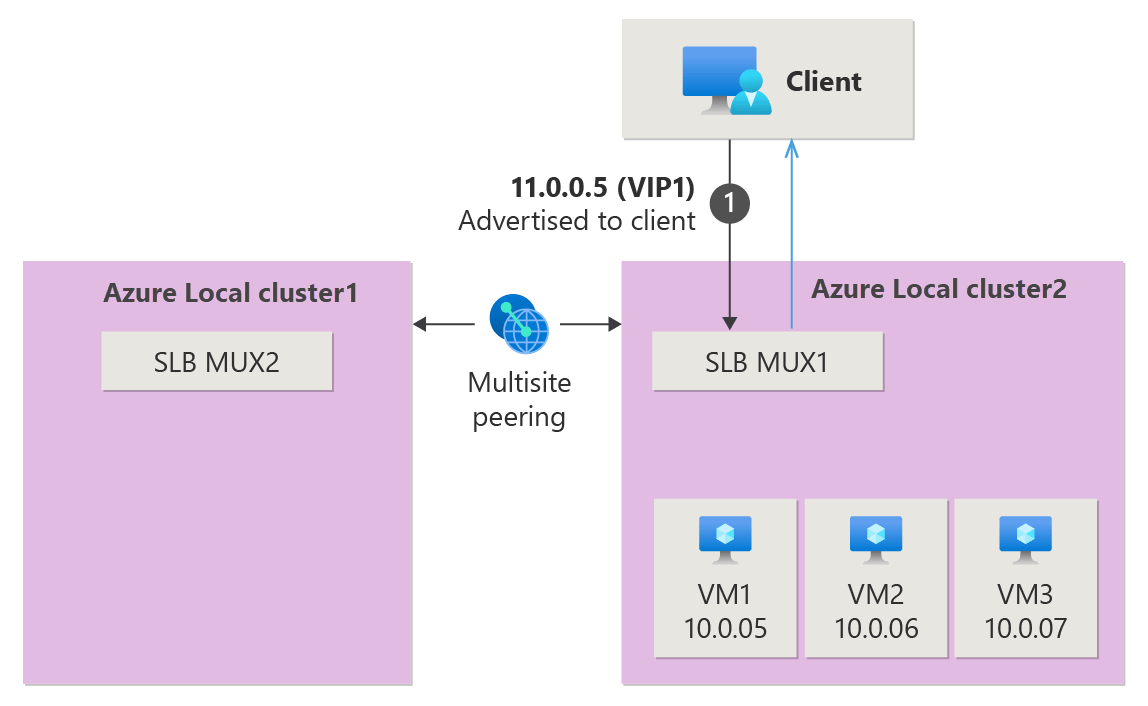 Client
11.0.0.5 (VIP1)
Advertised to client
1
Azure Local cluster1
SLB MUX2
Multisite
peering
Azure Local cluster2
SLB MUX1
VM1
10.0.05
VM2
10.0.06
VM3
10.0.07